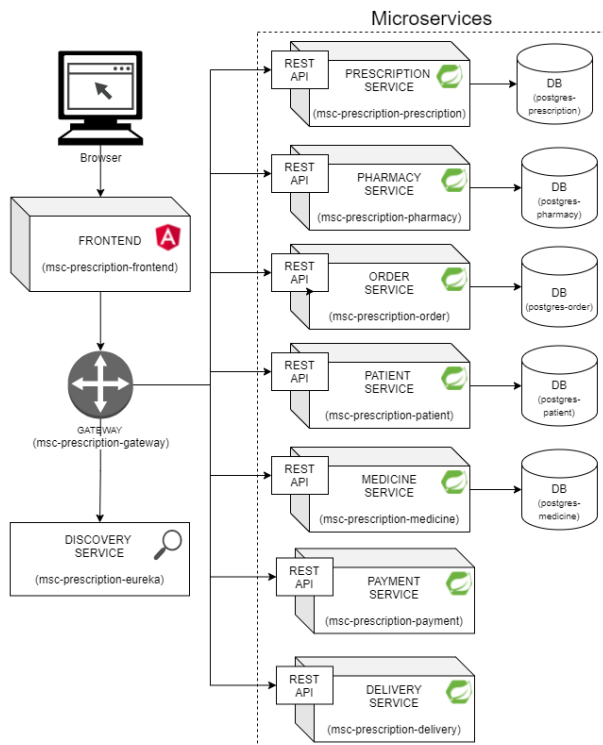 Microservices
Browser
FRONTEND
(msc-prescription-frontend)
GATEWAY
(msc-prescription-gateway)
DISCOVERY
SERVICE
(msc-prescription-eureka)
REST
API
PRESCRIPTION
SERVICE
(msc-prescription-prescription)
DB
(postgres-
prescription)
REST
API
PHARMACY
SERVICE
(msc-prescription-pharmacy)
DB
(postgres-
pharmacy)
REST
API
ORDER
SERVICE
(msc-prescription-order)
DB
(postgres-order)
REST
API
PATIENT
SERVICE
(msc-prescription-patient)
DB
(postgres-
patient)
REST
API
MEDICINE
SERVICE
(msc-prescription-medicine)
DB
(postgres-
medicine)
REST
API
PAYMENT
SERVICE
(msc-prescription-payment)
REST
API
DELIVERY
SERVICE
(msc-prescription-delivery)